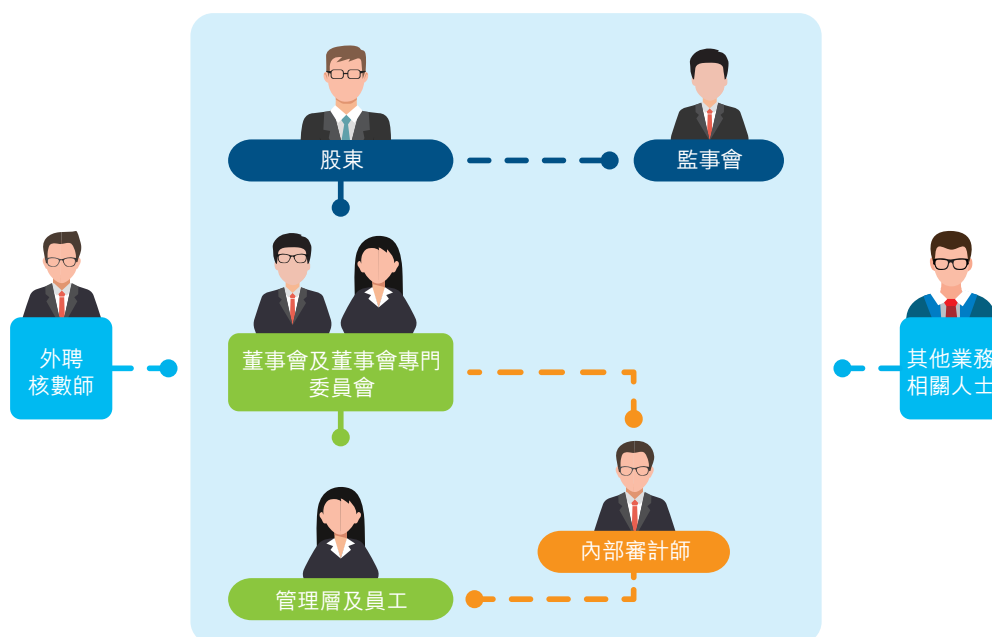 股東
監事會
外聘
核數師
董事會及董事會專門
委員會
其他業務
相關人士
內部審計師
管理層及員工